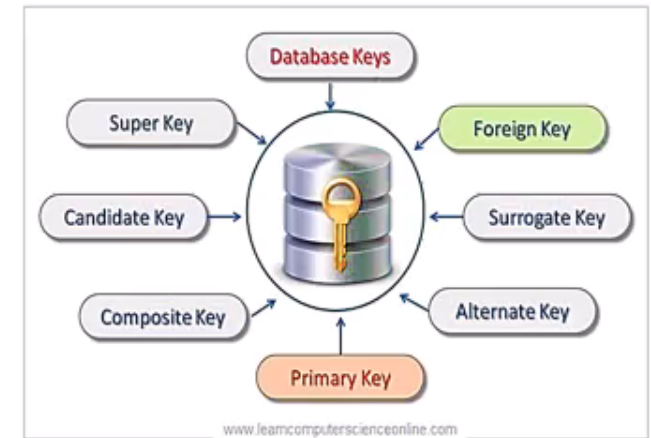 Database Keys
Super Key
Foreign Key
Candidate Key
Surrogate Key
Composite Key
Alternate Key
Primary Key
www.learncomputerscienceonline.com